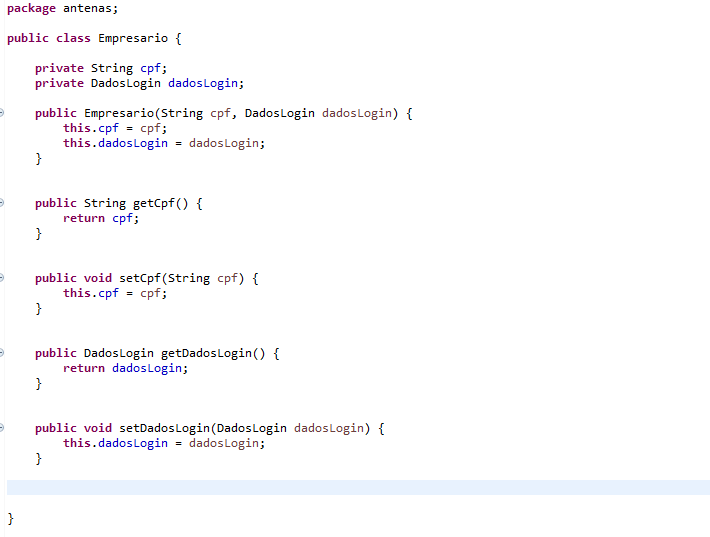 package antenas;
public class Empresario {
private String cpf;
private DadosLogin dadosLogin;
public Empresario(String cpf, DadosLogin dadosLogin) {
this.cpf = cpf;
this.dadosLogin = dadosLogin;
}
public String getCpf() {
return cpf;
}
public void setCpf(String cpf) {
this.cpf = cpf;
}
public DadosLogin getDadosLogin() {
return dadosLogin;
}
public void setDadosLogin(DadosLogin dadosLogin) {
this.dadosLogin = dadosLogin;
}
}